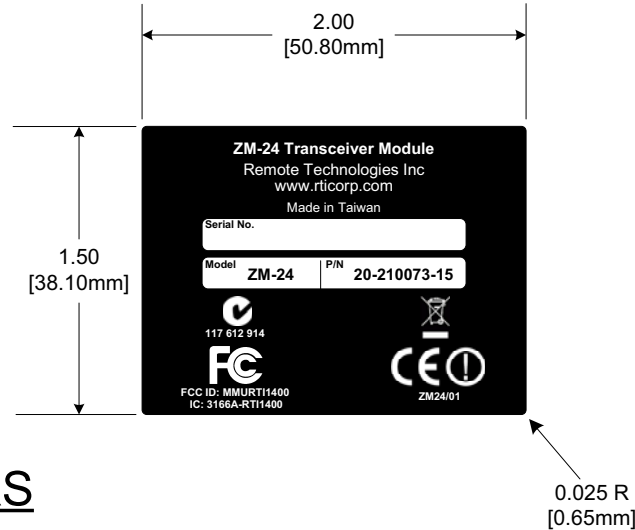 2.00
[50.80mm]
1.50
[38.10mm]
ZM-24 Transceiver Module
Remote Technologies Inc
www.rticorp.com
Made in Taiwan
Serial No.
Model ZM-24 P/N 20-210073-15
117 612 914
FC
FCC ID: MMURTI1400
IC: 3166A-RTI1400
CE
ZM24/01
0.025 R
[0.65mm]